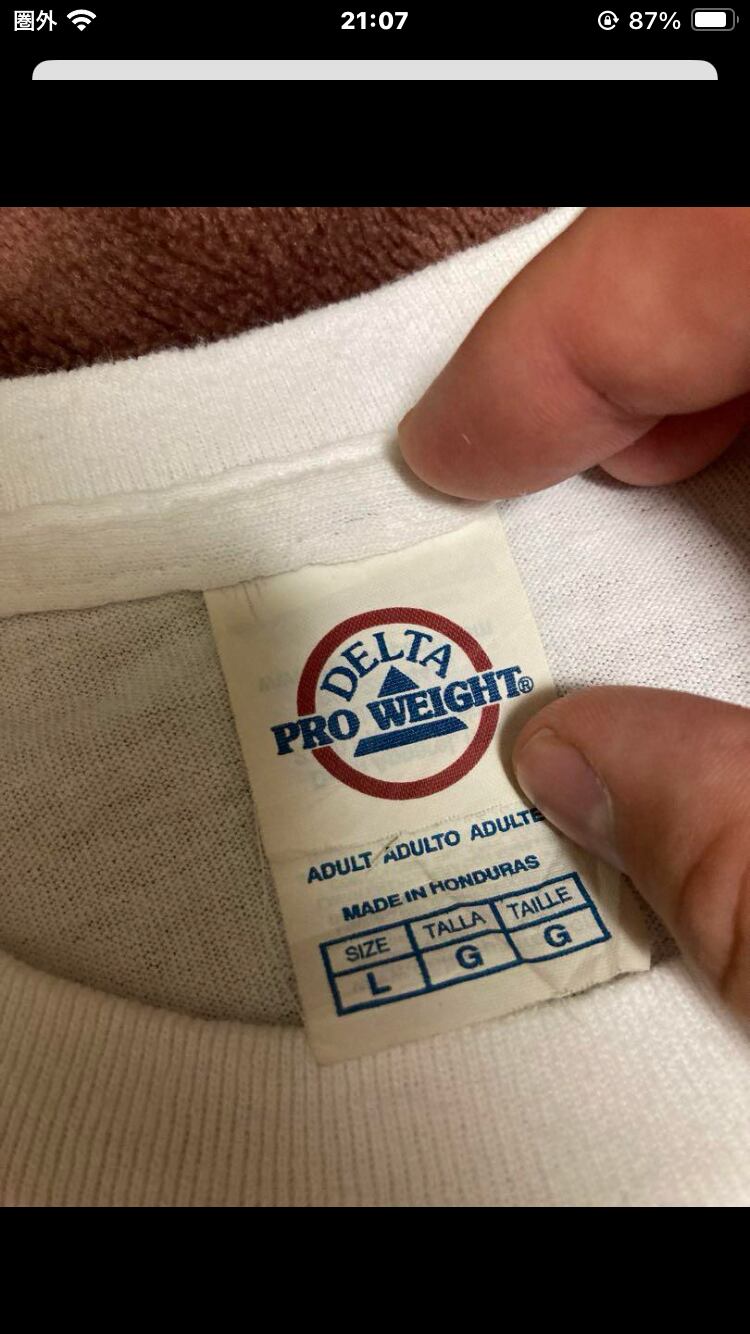 圏外 21:07 87%
DELTA
PRO WEIGHT®
ADULT ADULTO ADULTE
MADE IN HONDURAS
SIZE TALLA TAILLE
L G G